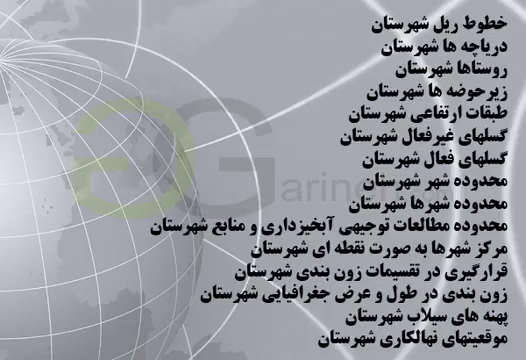 خطوط ریل شهرستان
دریاچه ها شهرستان
روستاها شهرستان
زیرحوضه ها شهرستان
طبقات ارتفاعی شهرستان
گسلهای غیرفعال شهرستان
گسلهای فعال شهرستان
محدوده شهر شهرستان
محدوده شهرها شهرستان
محدوده مطالعات توجیهی آبخیزداری و منابع شهرستان
مرکز شهرها به صورت نقطه ای شهرستان
قرارگیری در تقسیمات زون بندی شهرستان
زون بندی در طول و عرض جغرافیایی شهرستان
پهنه های سیلاب شهرستان
موقعیتهای نهالکاری شهرستان